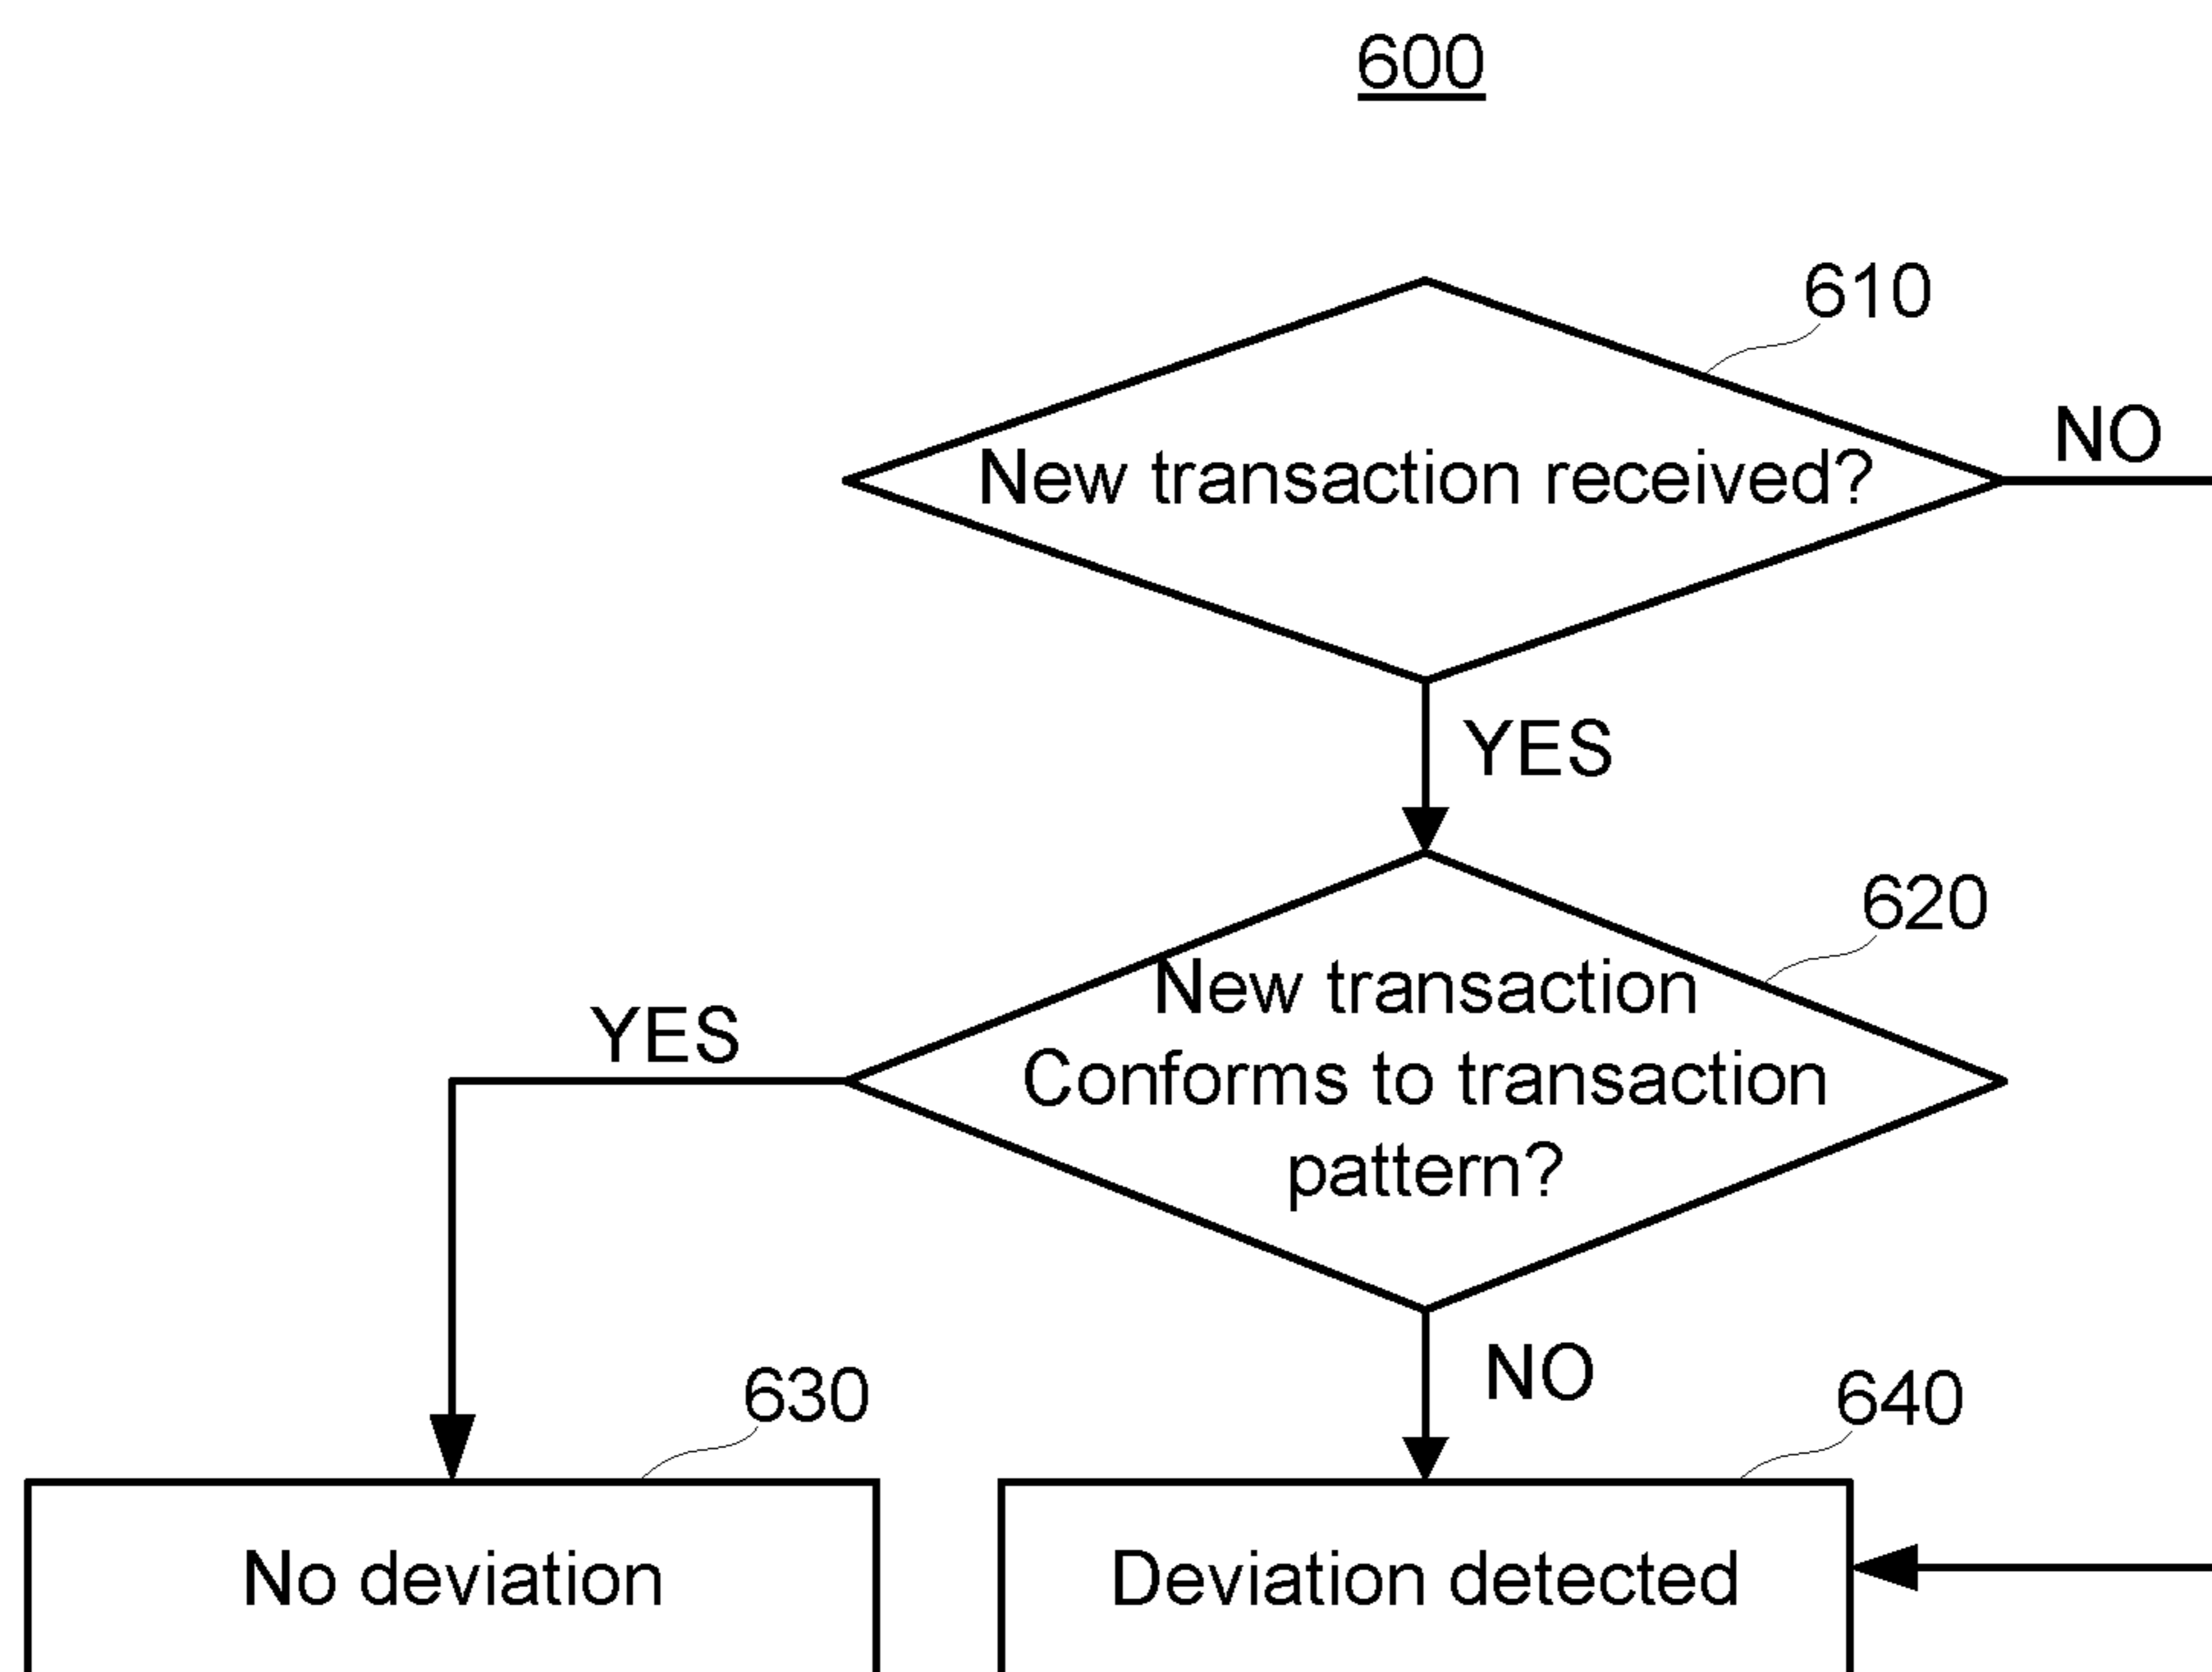 600
610
New transaction received?
NO
YES
620
New transaction
Conforms to transaction
pattern?
YES
NO
630
640
No deviation
Deviation detected